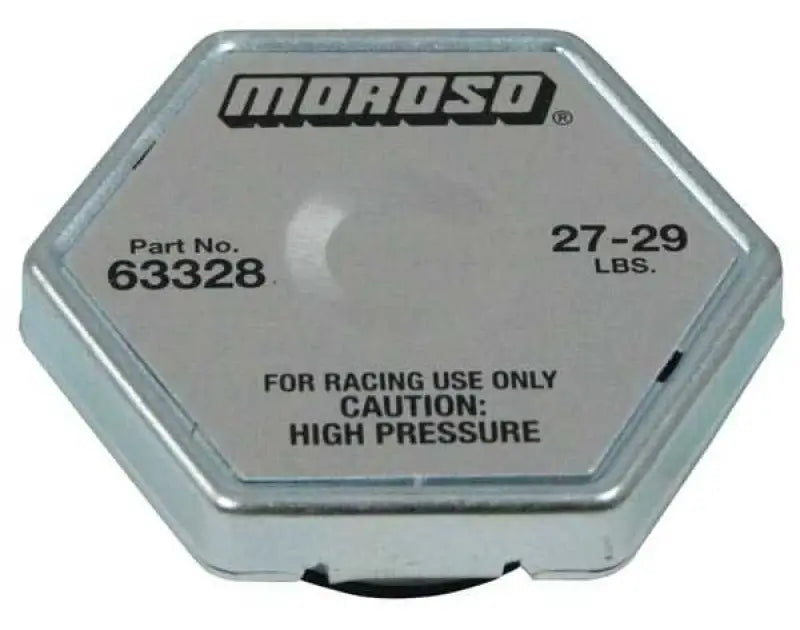 MOROSO®
Part No.
63328
27-29
LBS.
FOR RACING USE ONLY
CAUTION:
HIGH PRESSURE